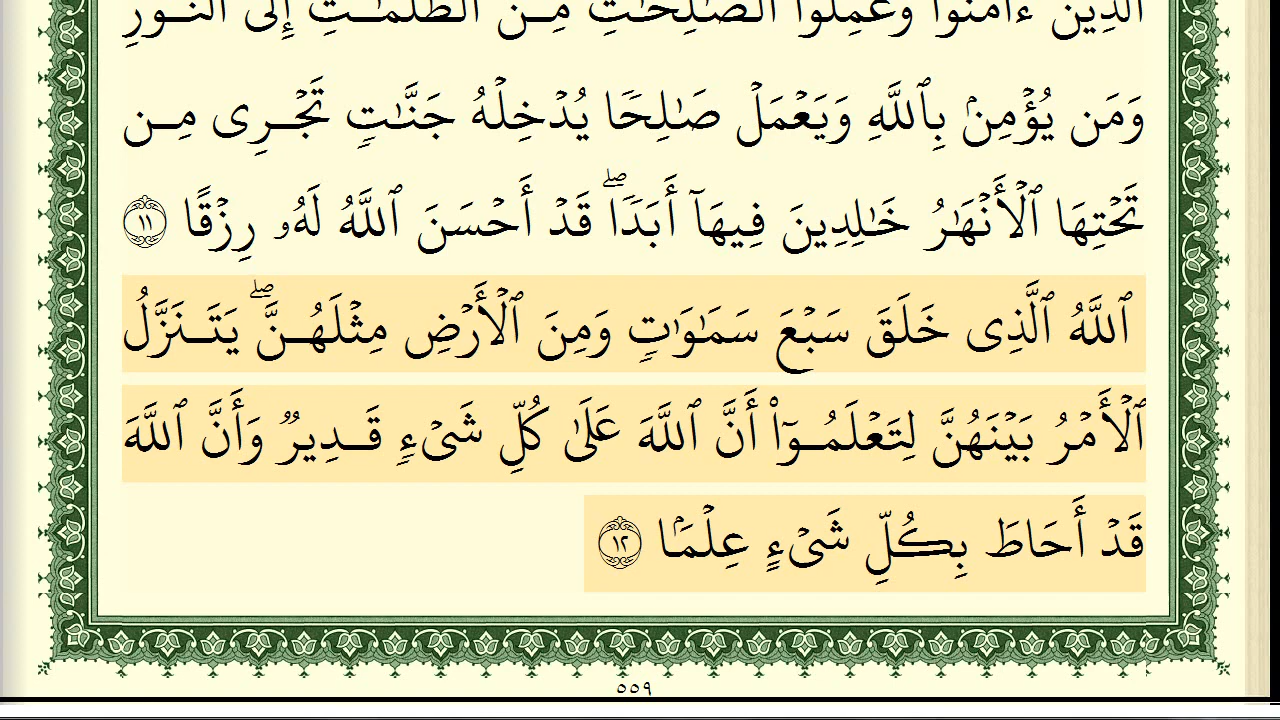 ٱلَّذِينَ ءَامَنُوا۟ وَعَمِلُوا۟ ٱلصَّـٰلِحَـٰتِ مِنَ ٱلظُّلُمَـٰتِ إِلَى ٱلنُّورِ
وَمَن يُؤْمِنۢ بِٱللَّهِ وَيَعْمَلْ صَـٰلِحًا يُدْخِلْهُ جَنَّـٰتٍ تَجْرِى مِن
تَحْتِهَا ٱلْأَنْهَـٰرُ خَـٰلِدِينَ فِيهَآ أَبَدًا ۖ قَدْ أَحْسَنَ ٱللَّهُ لَهُۥ رِزْقًا ١١
ٱللَّهُ ٱلَّذِى خَلَقَ سَبْعَ سَمَـٰوَٰتٍ وَمِنَ ٱلْأَرْضِ مِثْلَهُنَّ ۖ يَتَنَزَّلُ
ٱلْأَمْرُ بَيْنَهُنَّ لِتَعْلَمُوٓا۟ أَنَّ ٱللَّهَ عَلَىٰ كُلِّ شَىْءٍ قَدِيرٌ وَأَنَّ ٱللَّهَ
قَدْ أَحَاطَ بِكُلِّ شَىْءٍ عِلْمًۢا ١٢
٥٥٩